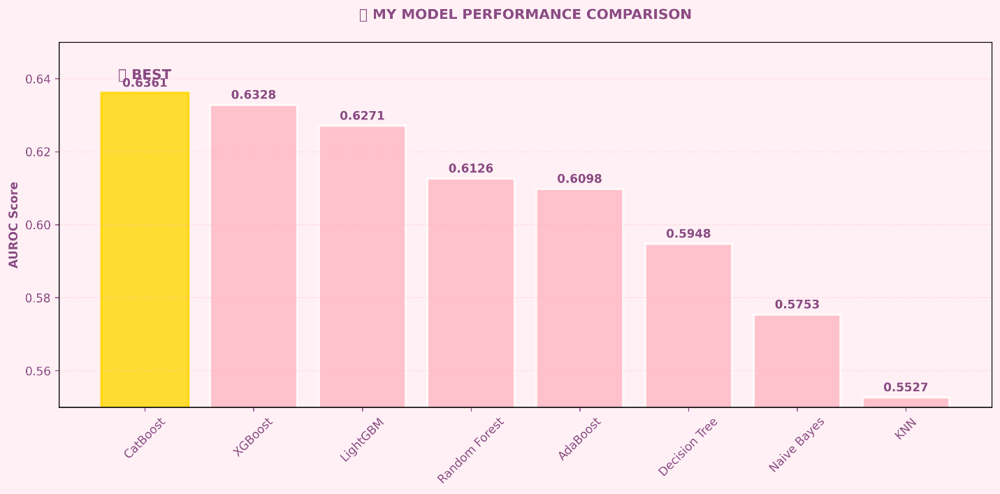 MY MODEL PERFORMANCE COMPARISON
BEST
0.6361
0.6328
0.6271
0.6126
0.6098
0.5948
0.5753
0.5527
AUROC Score
0.64
0.62
0.60
0.58
0.56
CatBoost
XGBoost
LightGBM
Random Forest
AdaBoost
Decision Tree
Naive Bayes
KNN